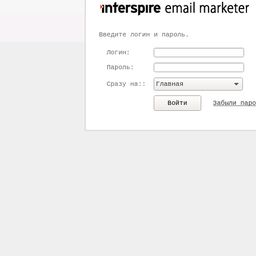 interspire email marketer
Введите логин и пароль.
Логин:
Пароль:
Сразу на:: Главная
Войти Забыли паро